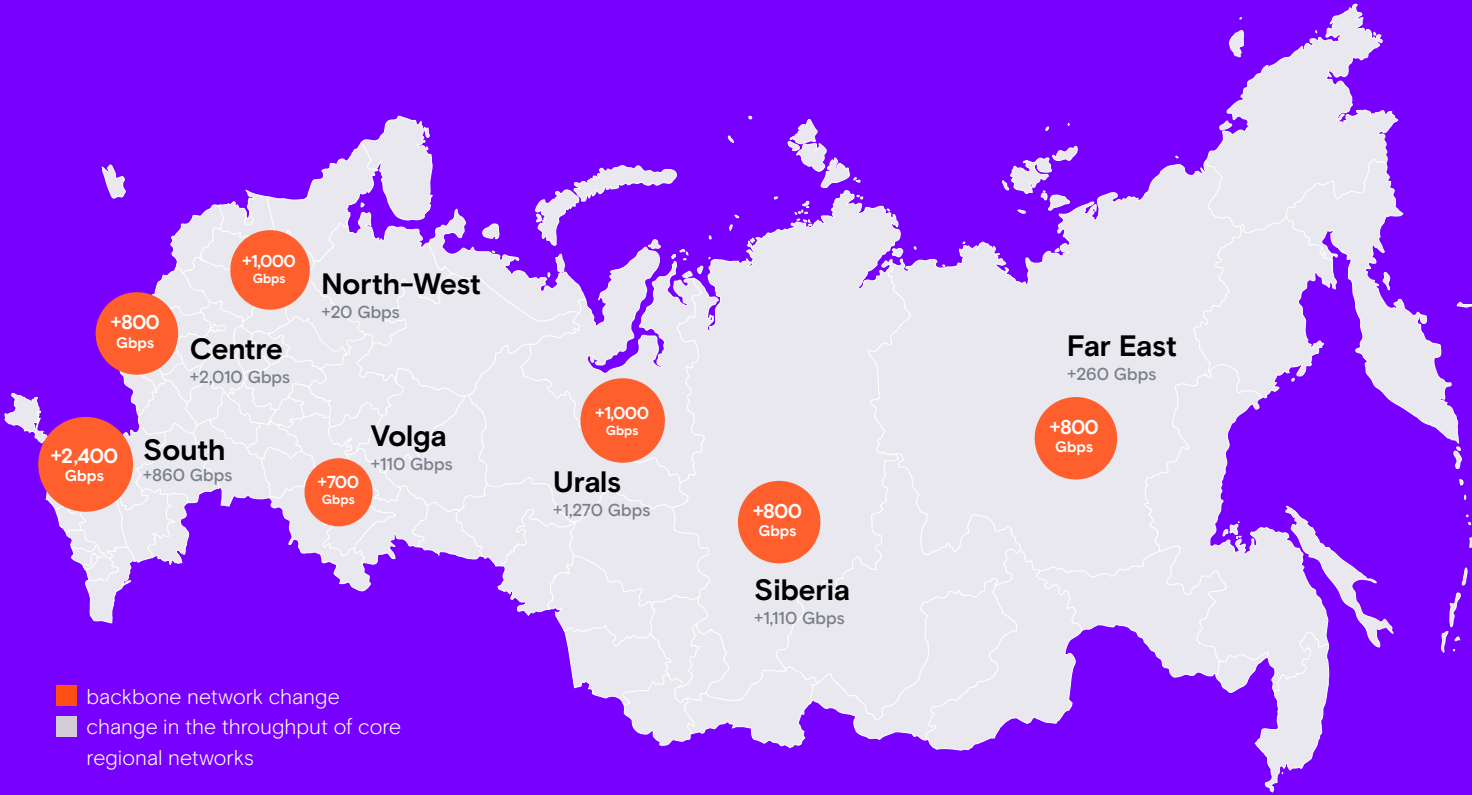 +1,000
Gbps
North-West
+20 Gbps
+800
Gbps
Centre
+2,010 Gbps
Far East
+260 Gbps
+800
Gbps
+1,000
Gbps
Urals
+1,270 Gbps
+2,400
Gbps
South
+860 Gbps
Volga
+110 Gbps
+700
Gbps
+800
Gbps
Siberia
+1,110 Gbps
backbone network change
change in the throughput of core
regional networks